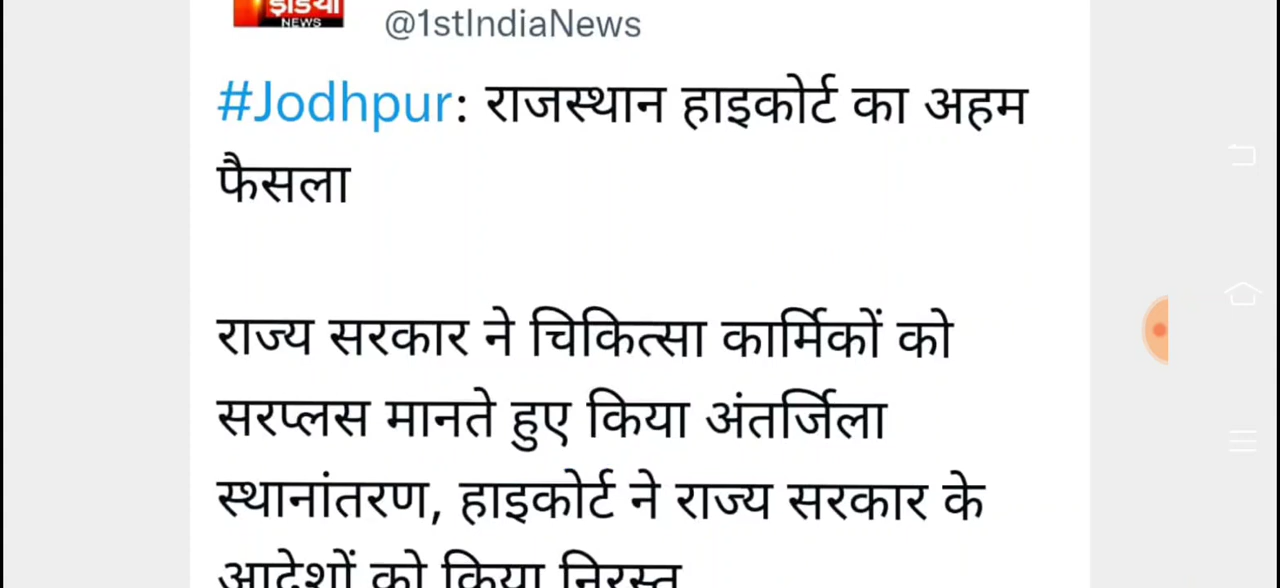 इंडिया
NEWS
@1stIndiaNews
#Jodhpur: राजस्थान हाइकोर्ट का अहम
फैसला
राज्य सरकार ने चिकित्सा कार्मिकों को
सरप्लस मानते हुए किया अंतर्जिला
स्थानांतरण, हाइकोर्ट ने राज्य सरकार के
आदेशों को किया निरस्त